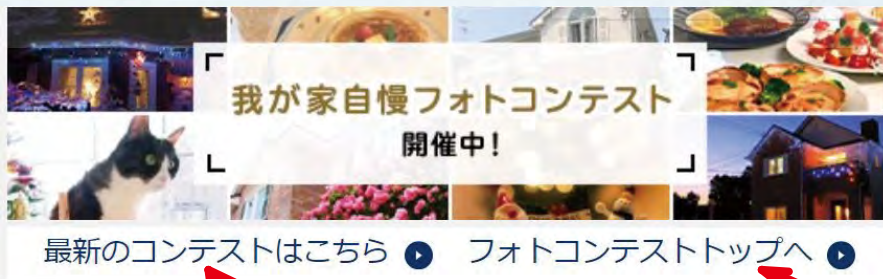 我が家自慢フォトコンテスト
開催中！
最新のコンテストはこちら
フォトコンテストトップへ